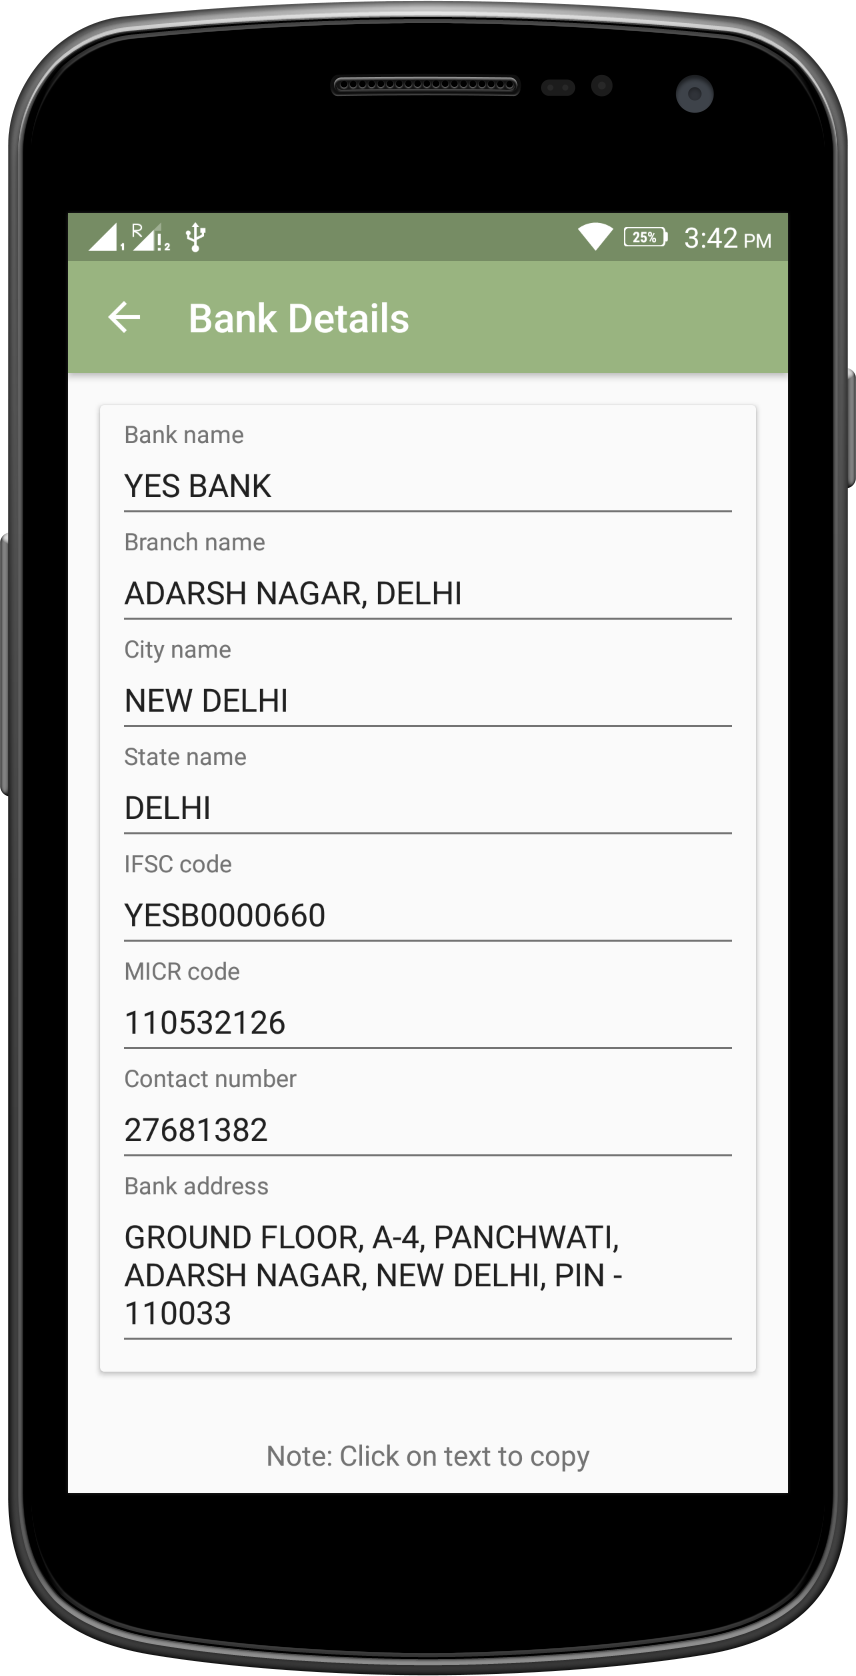 1 R ! 2 25% 3:42 PM
Bank Details
Bank name
YES BANK
Branch name
ADARSH NAGAR, DELHI
City name
NEW DELHI
State name
DELHI
IFSC code
YESB0000660
MICR code
110532126
Contact number
27681382
Bank address
GROUND FLOOR, A-4, PANCHWATI,
ADARSH NAGAR, NEW DELHI, PIN -
110033
Note: Click on text to copy